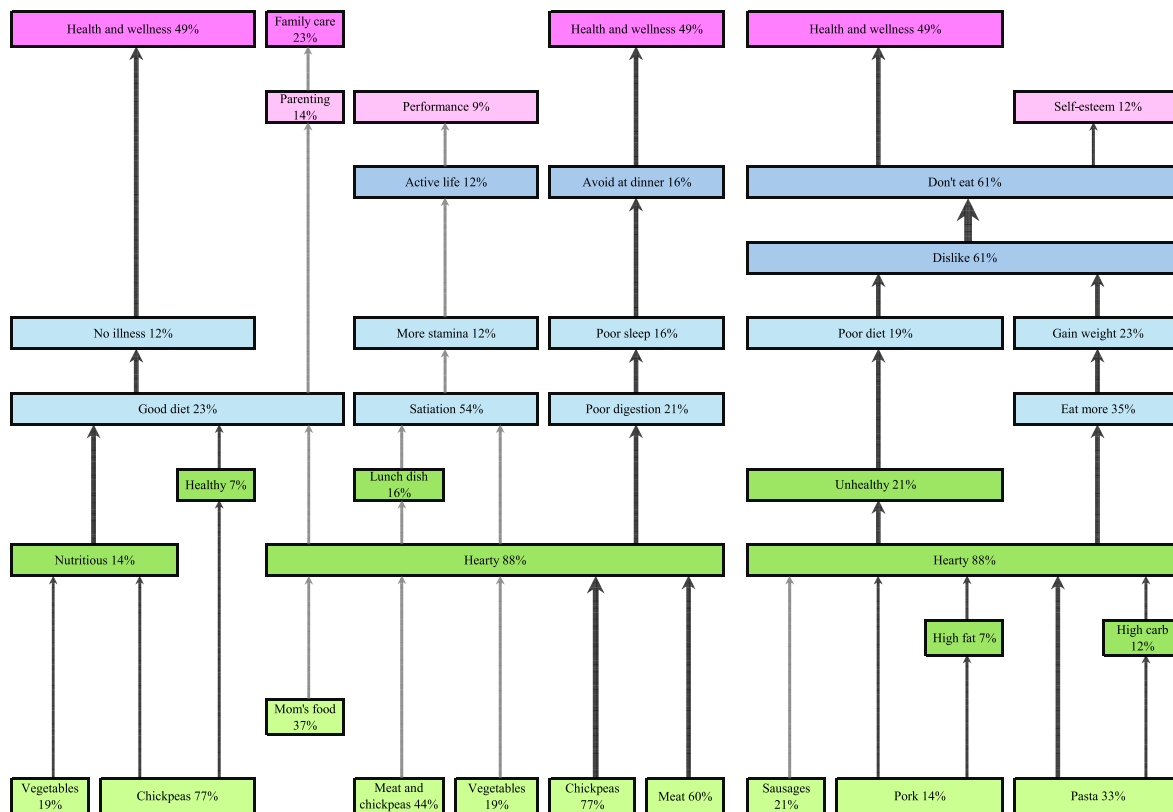 Health and wellness 49%
Family care
23%
Health and wellness 49%
Health and wellness 49%
Parenting
14%
Performance 9%
Self-esteem 12%
Active life 12%
Avoid at dinner 16%
Don't eat 61%
Dislike 61%
No illness 12%
More stamina 12%
Poor sleep 16%
Poor diet 19%
Gain weight 23%
Good diet 23%
Satiation 54%
Poor digestion 21%
Eat more 35%
Healthy 7%
Lunch dish
16%
Unhealthy 21%
Nutritious 14%
Hearty 88%
Hearty 88%
High fat 7%
High carb
12%
Mom's food
37%
Vegetables
19%
Chickpeas 77%
Meat and
chickpeas 44%
Vegetables
19%
Chickpeas
77%
Meat 60%
Sausages
21%
Pork 14%
Pasta 33%